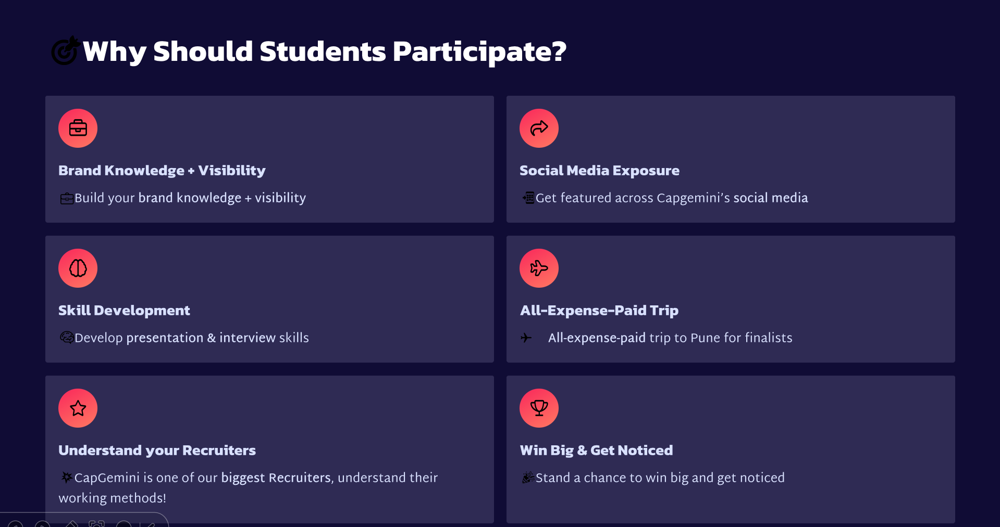 Why Should Students Participate?
Brand Knowledge + Visibility
Build your brand knowledge + visibility
Social Media Exposure
Get featured across Capgemini’s social media
Skill Development
Develop presentation & interview skills
All-Expense-Paid Trip
All-expense-paid trip to Pune for finalists
Understand your Recruiters
CapGemini is one of our biggest Recruiters, understand their
working methods!
Win Big & Get Noticed
Stand a chance to win big and get noticed